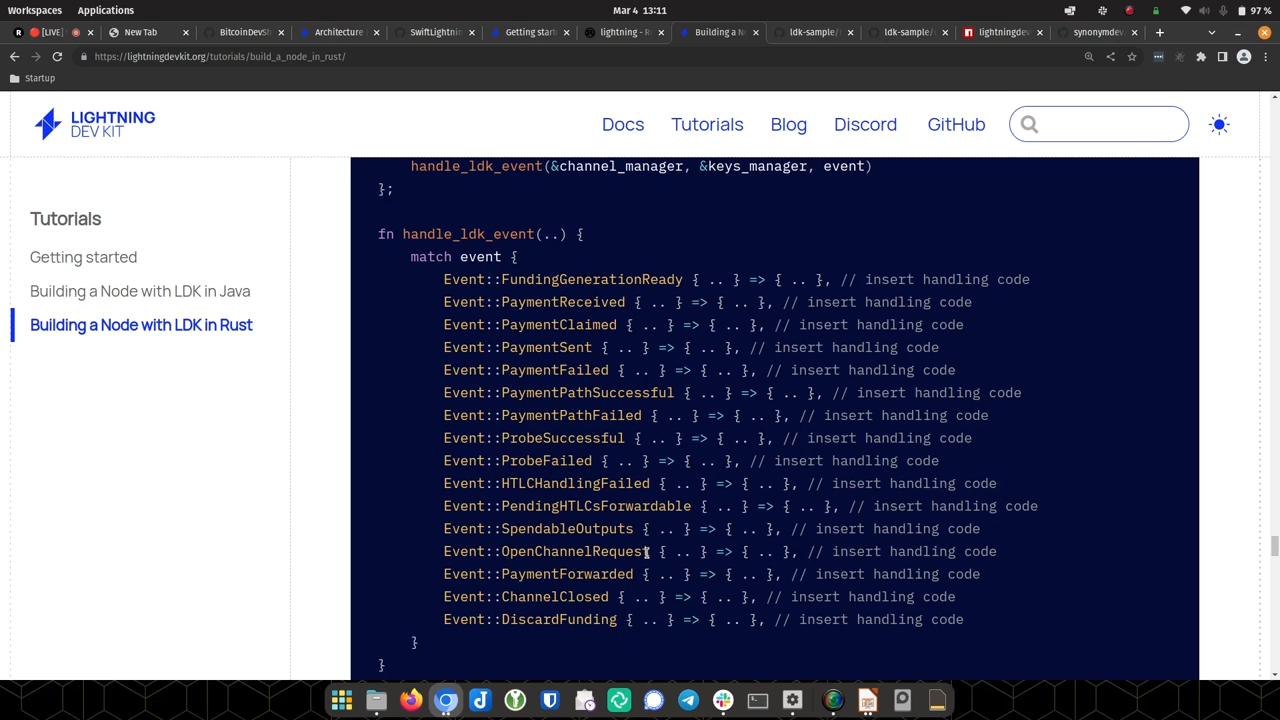 Workspaces Applications Mar 4 13:11 97 %
[LIVE] New Tab BitcoinDevSh Architecture SwiftLightnin Getting start lightning - R Building a No ldk-sample/ ldk-sample/ lightningdev synonymdev
https://lightningdevkit.org/tutorials/build_a_node_in_rust/
Startup
LIGHTNING
DEV KIT
Docs Tutorials Blog Discord GitHub
Tutorials
Getting started
Building a Node with LDK in Java
Building a Node with LDK in Rust
handle_ldk_event(&channel_manager, &keys_manager, event)
};
fn handle_ldk_event(..) {
match event {
Event::FundingGenerationReady { .. } => { .. }, // insert handling code
Event::PaymentReceived { .. } => { .. }, // insert handling code
Event::PaymentClaimed { .. } => { .. }, // insert handling code
Event::PaymentSent { .. } => { .. }, // insert handling code
Event::PaymentFailed { .. } => { .. }, // insert handling code
Event::PaymentPathSuccessful { .. } => { .. }, // insert handling code
Event::PaymentPathFailed { .. } => { .. }, // insert handling code
Event::ProbeSuccessful { .. } => { .. }, // insert handling code
Event::ProbeFailed { .. } => { .. }, // insert handling code
Event::HTLCHandlingFailed { .. } => { .. }, // insert handling code
Event::PendingHTLCsForwardable { .. } => { .. }, // insert handling code
Event::SpendableOutputs { .. } => { .. }, // insert handling code
Event::OpenChannelRequest { .. } => { .. }, // insert handling code
Event::PaymentForwarded { .. } => { .. }, // insert handling code
Event::ChannelClosed { .. } => { .. }, // insert handling code
Event::DiscardFunding { .. } => { .. }, // insert handling code
}
}